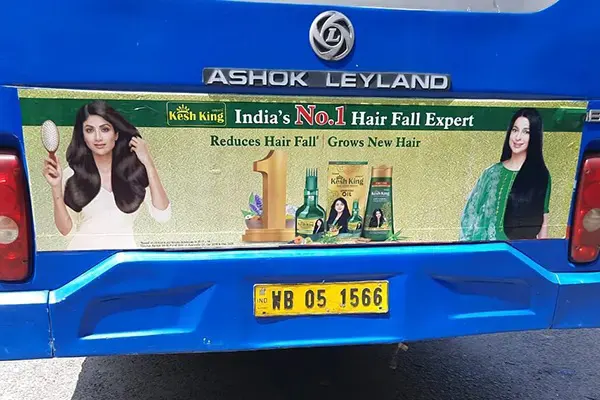 ASHOK LEYLAND
Kesh King India's No.1 Hair Fall Expert
Reduces Hair Fall* | Grows New Hair
1
Kesh King
OIL
Kesh King
IND WB 05 1566